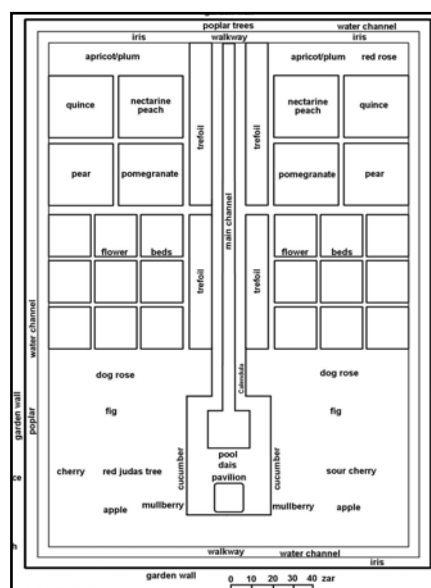 poplar trees
water channel
iris
walkway
iris
apricot/plum
apricot/plum
red rose
quince
nectarine
peach
nectarine
peach
quince
trefoil
trefoil
pear
pomegranate
pomegranate
pear
main channel
flower
beds
flower
beds
trefoil
trefoil
water channel
dog rose
dog rose
Calendula
fig
fig
garden wall
poplar
cucumber
cucumber
pool
dais
pavilion
cherry
red judas tree
sour cherry
ce
apple
mullberry
mullberry
apple
h
walkway
water channel
iris
garden wall
0 10 20 30 40 zar